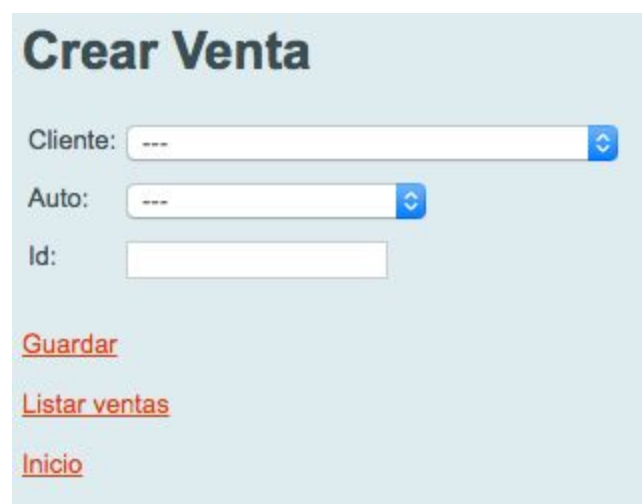 Crear Venta
Cliente: ---
Auto: ---
Id:
Guardar
Listar ventas
Inicio